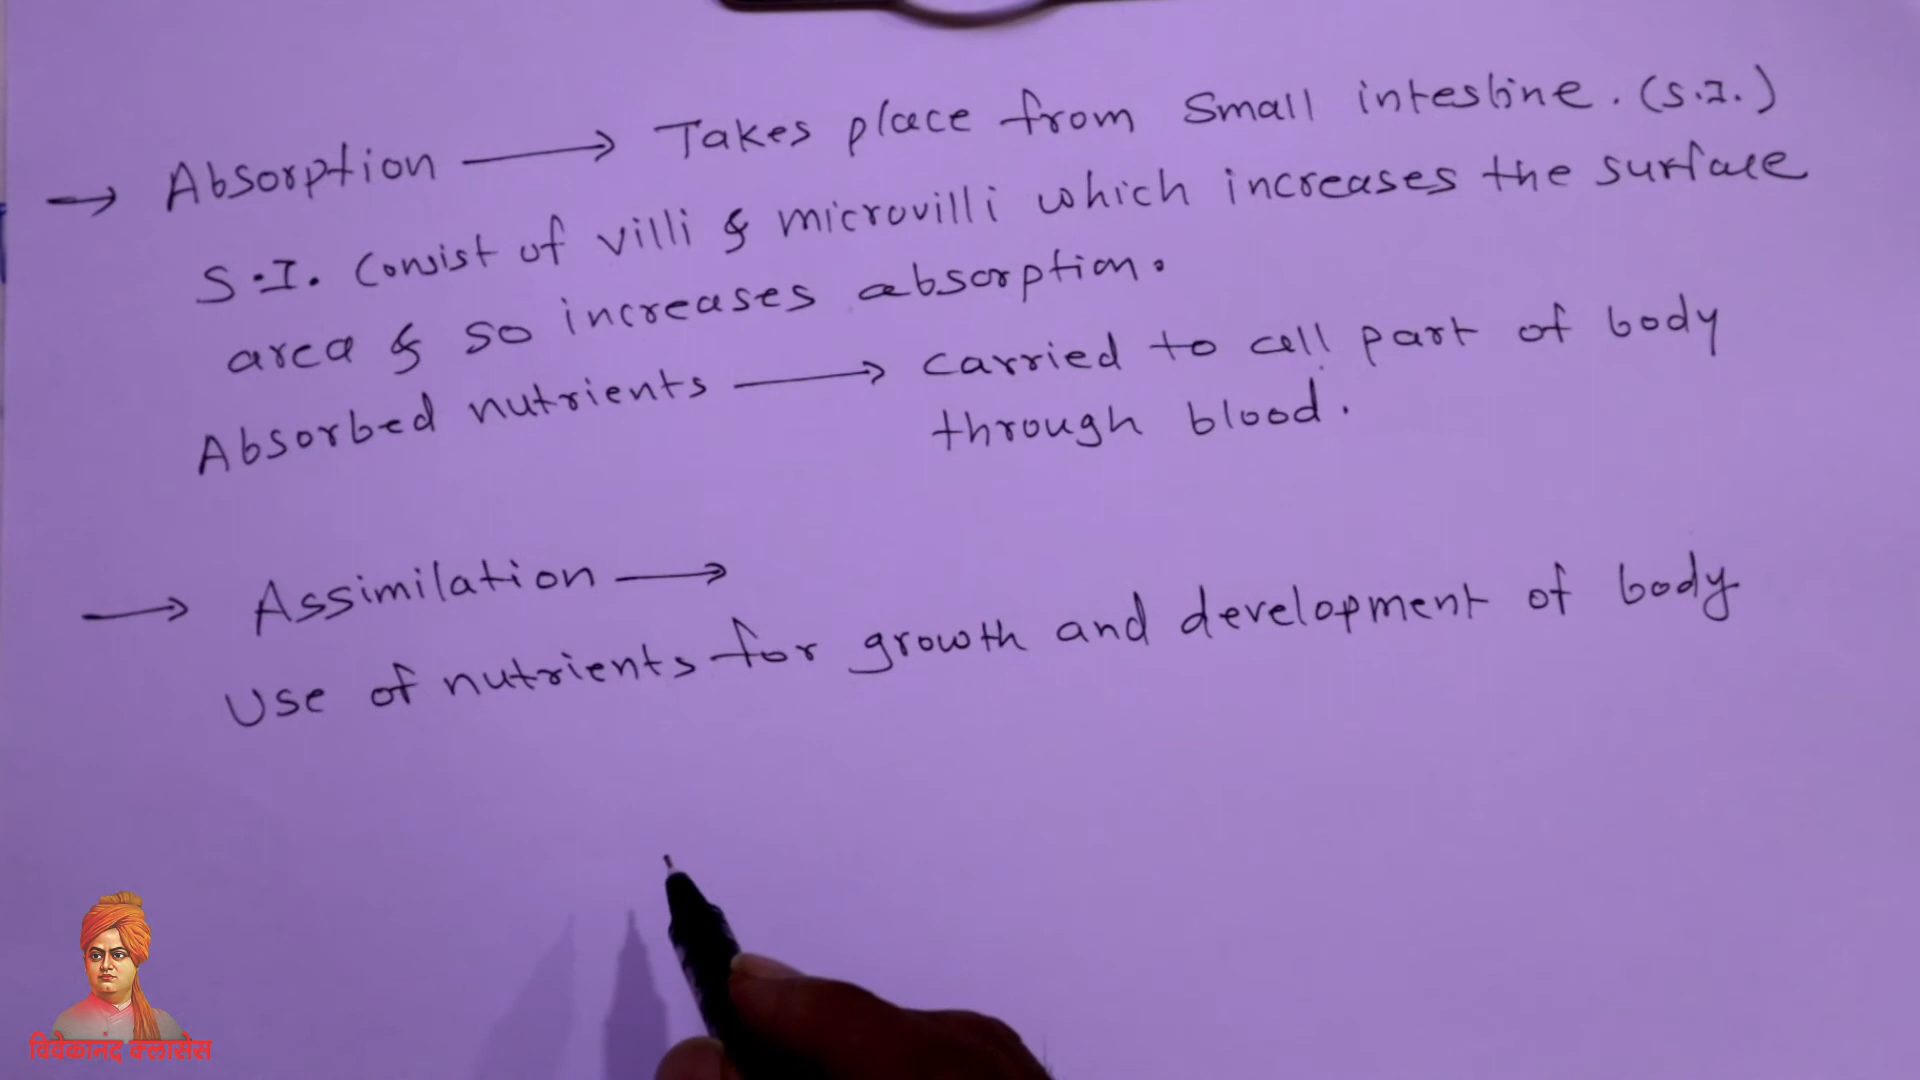 → Absorption → Takes place from Small intestine. (S.I.)
S.I. Consist of villi & microvilli which increases the surface
area & so increases absorption.
Absorbed nutrients → carried to all part of body
through blood.
→ Assimilation →
Use of nutrients for growth and development of body
विवेकानंद क्लासेस